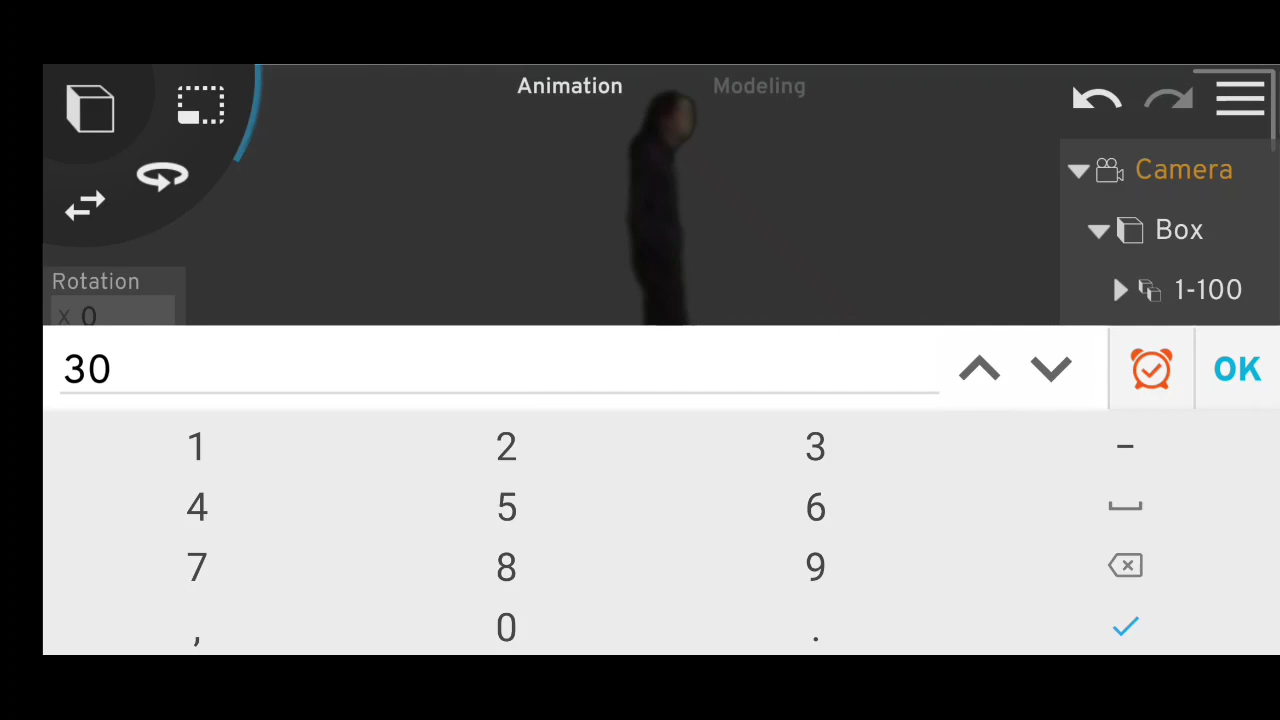 Animation Modeling
Camera
Box
1-100
Rotation
X 0
30 OK
1 2 3 -
4 5 6
7 8 9
, 0 .